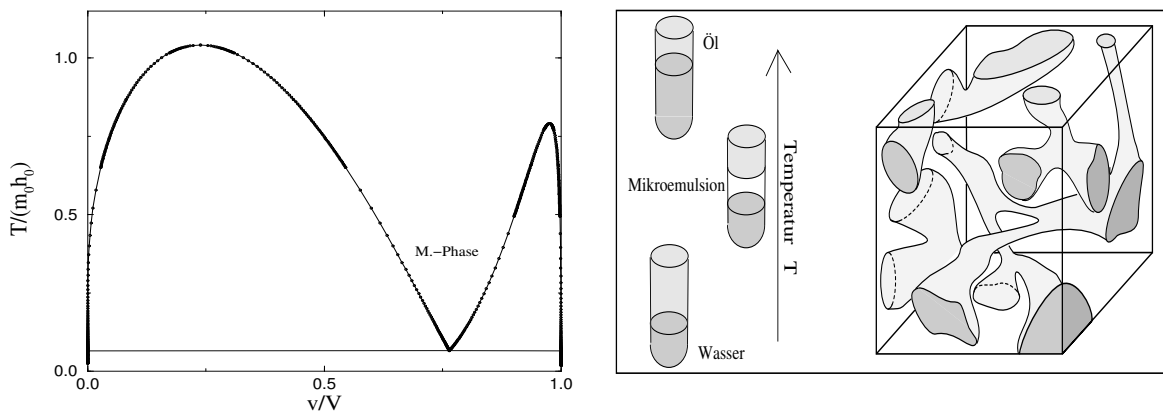 1.0
T/(m₀h₀)
0.5
M.−Phase
0.0
0.0
0.5
1.0
v/V
Öl
Mikroemulsion
Wasser
Temperatur T